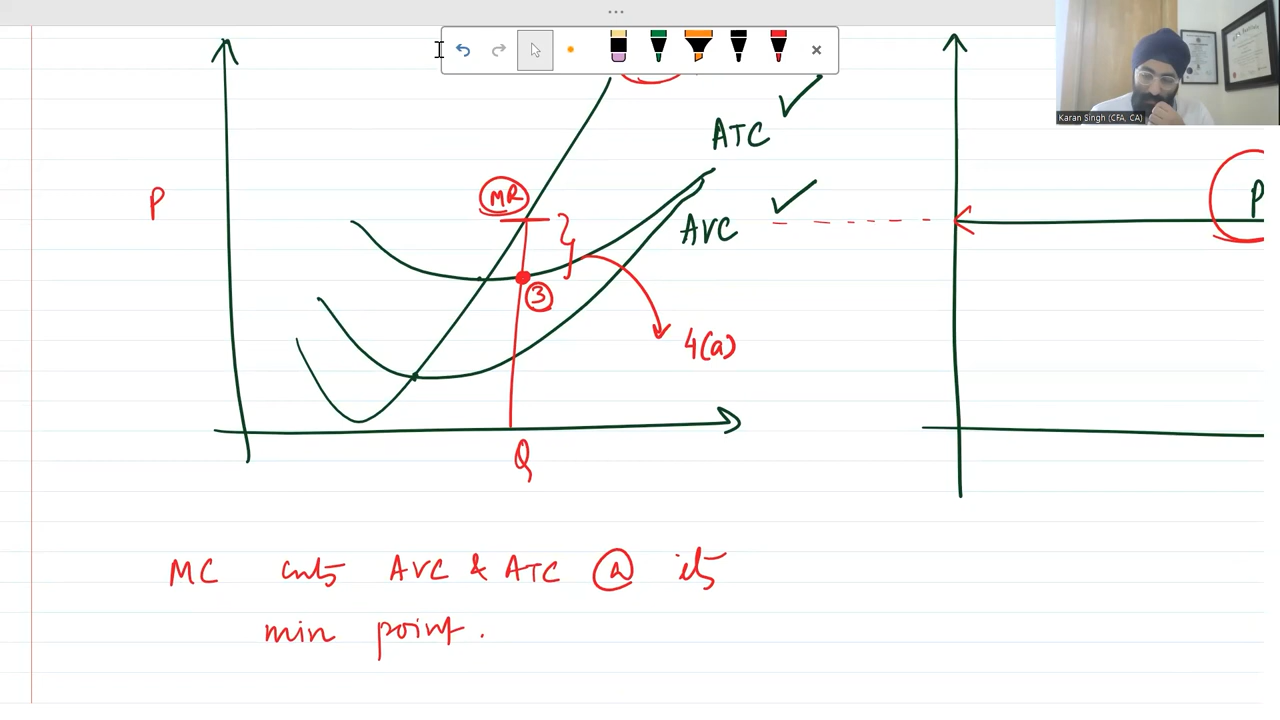 Karan Singh (CFA, CA)
ATC
P
MR
P
AVC
3
4(a)
Q
MC cuts AVC & ATC @ its
min point.